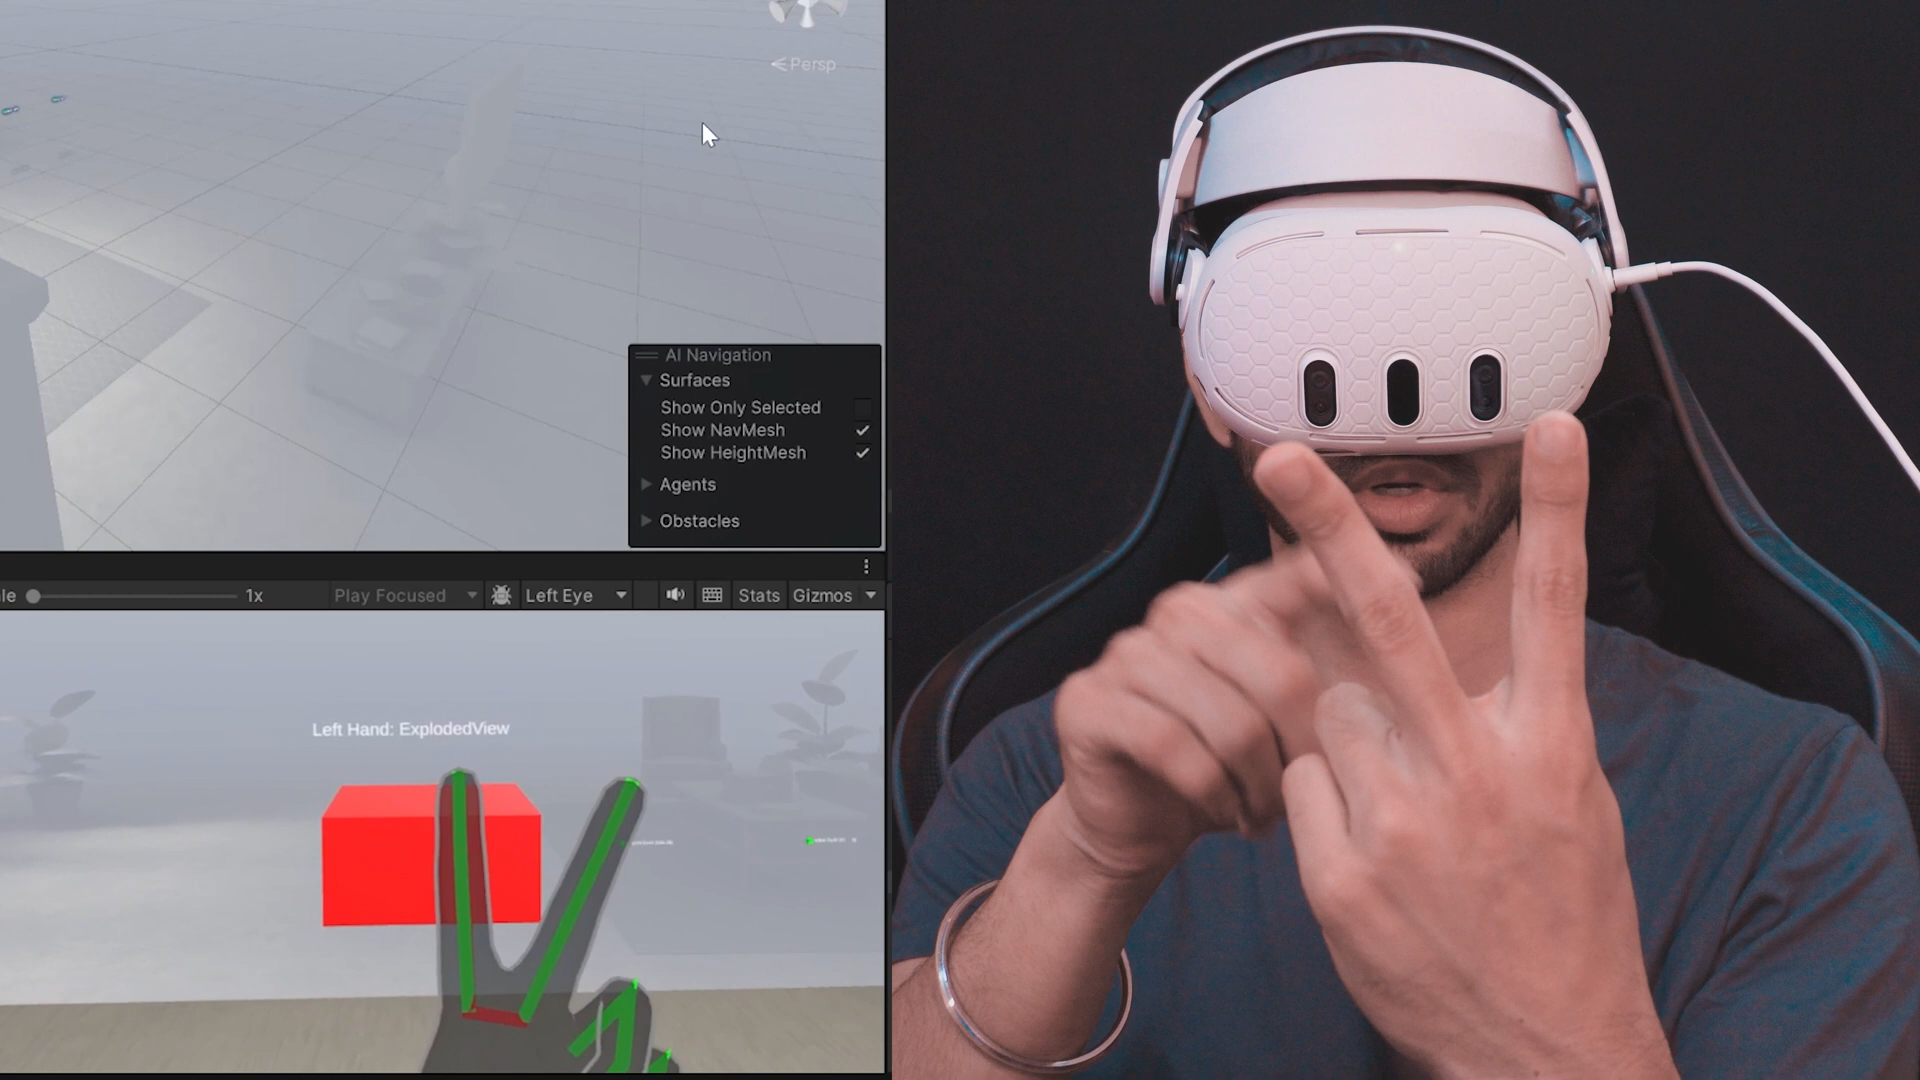 Persp
AI Navigation
Surfaces
Show Only Selected
Show NavMesh
Show HeightMesh
Agents
Obstacles
le
1x
Play Focused
Left Eye
Stats
Gizmos
Left Hand: ExplodedView